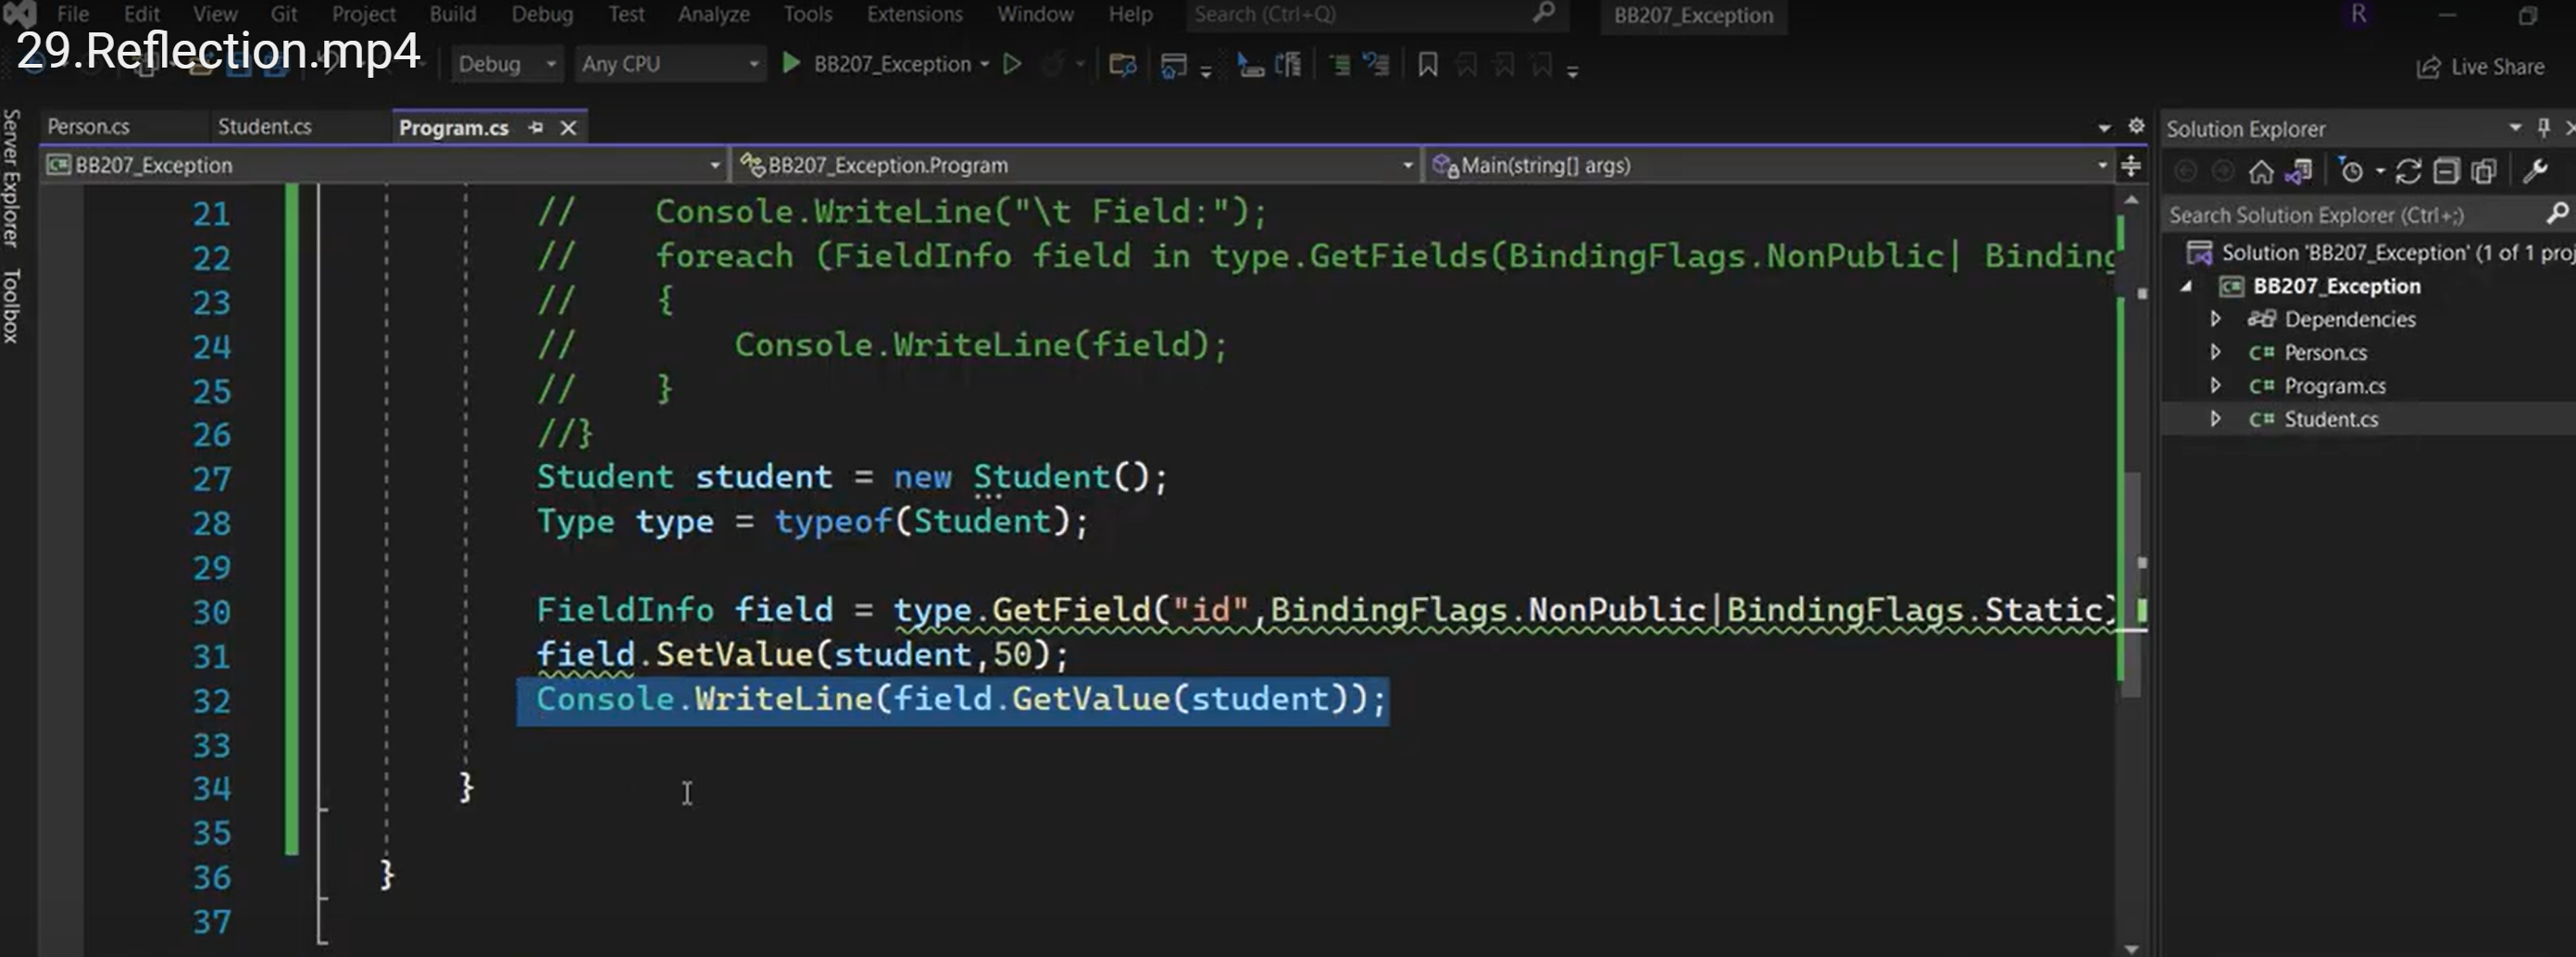 File Edit View Git Project Build Debug Test Analyze Tools Extensions Window Help Search (Ctrl+Q) BB207_Exception R
29.Reflection.mp4
Debug Any CPU BB207_Exception Live Share
Server Explorer
Toolbox
Person.cs Student.cs Program.cs
BB207_Exception BB207_Exception.Program Main(string[] args)
21 // Console.WriteLine("\t Field:");
22 // foreach (FieldInfo field in type.GetFields(BindingFlags.NonPublic| Binding
23 // {
24 // Console.WriteLine(field);
25 // }
26 //}
27 Student student = new Student();
28 Type type = typeof(Student);
29
30 FieldInfo field = type.GetField("id",BindingFlags.NonPublic|BindingFlags.Static)
31 field.SetValue(student,50);
32 Console.WriteLine(field.GetValue(student));
33
34 }
35
36 }
37
Solution Explorer
Search Solution Explorer (Ctrl+;)
Solution 'BB207_Exception' (1 of 1 proj
BB207_Exception
Dependencies
C# Person.cs
C# Program.cs
C# Student.cs